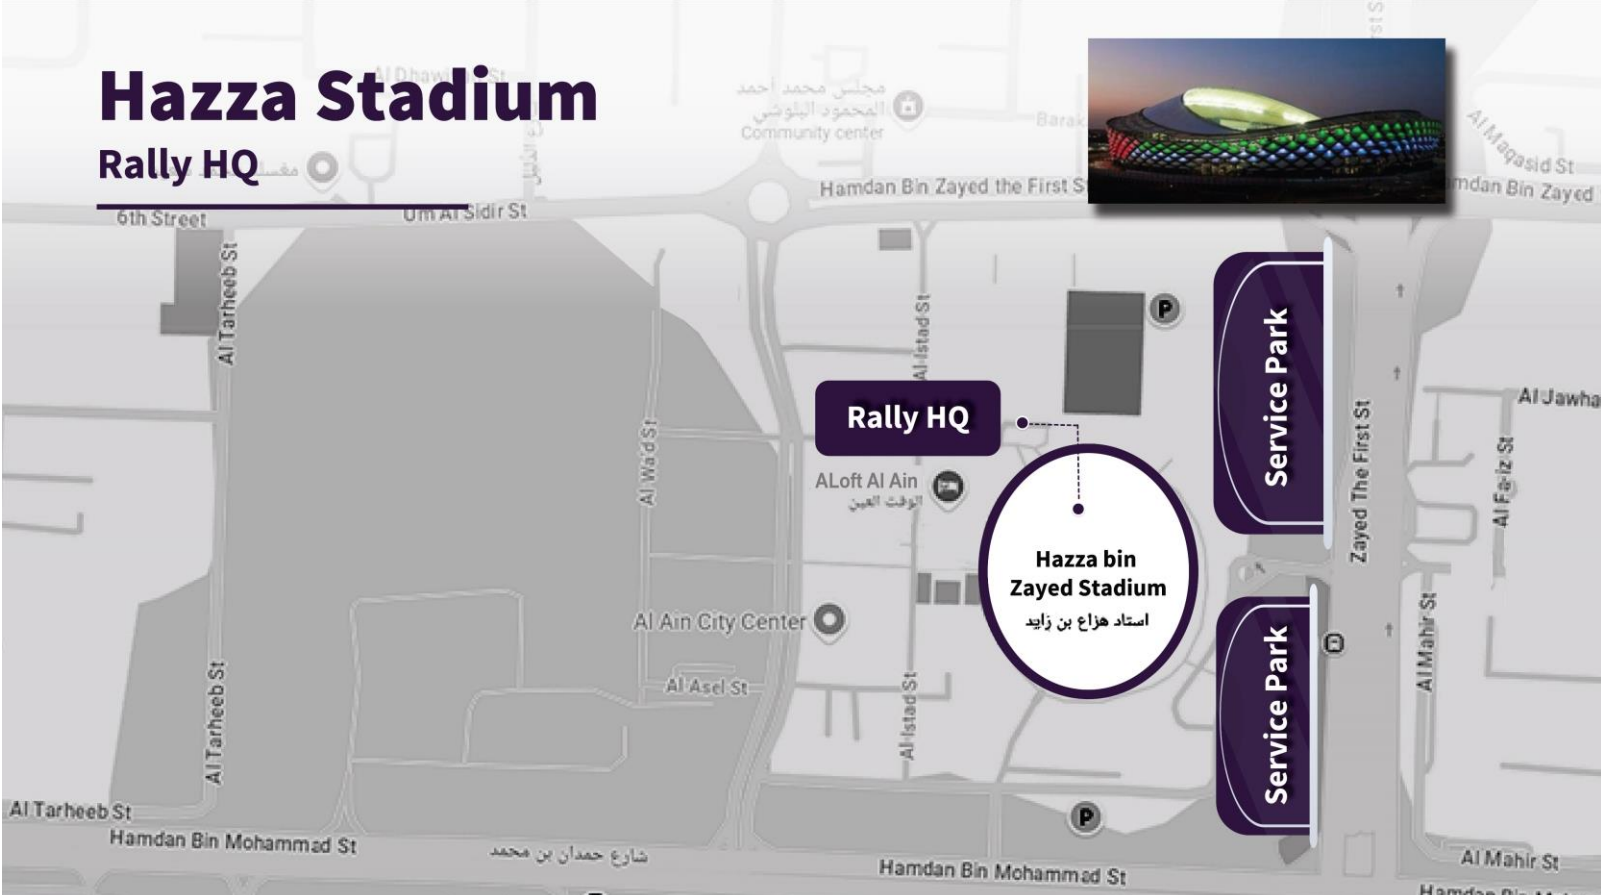 Hazza Stadium
Rally HQ
Al Dhawi
St
مجلس محمد أحمد
المحمود البلوشي
Community center
Barak
Al Maqasid St
Hamdan Bin Zayed the First S
mdan Bin Zayed
6th Street
Um Al Sidir St
Al Tarheeb St
Al Istad St
P
Service Park
Zayed The First St
Al Jawha
Al Fa-iz St
Rally HQ
Al Wa'd St
ALoft Al Ain
الوفت العين
Hazza bin
Zayed Stadium
استاد هزاع بن زايد
Al Ain City Center
Al Asel St
Al Istad St
Service Park
Al Mahir St
Al Tarheeb St
Al Tarheeb St
P
Hamdan Bin Mohammad St
شارع حمدان بن محمد
Hamdan Bin Mohammad St
Al Mahir St